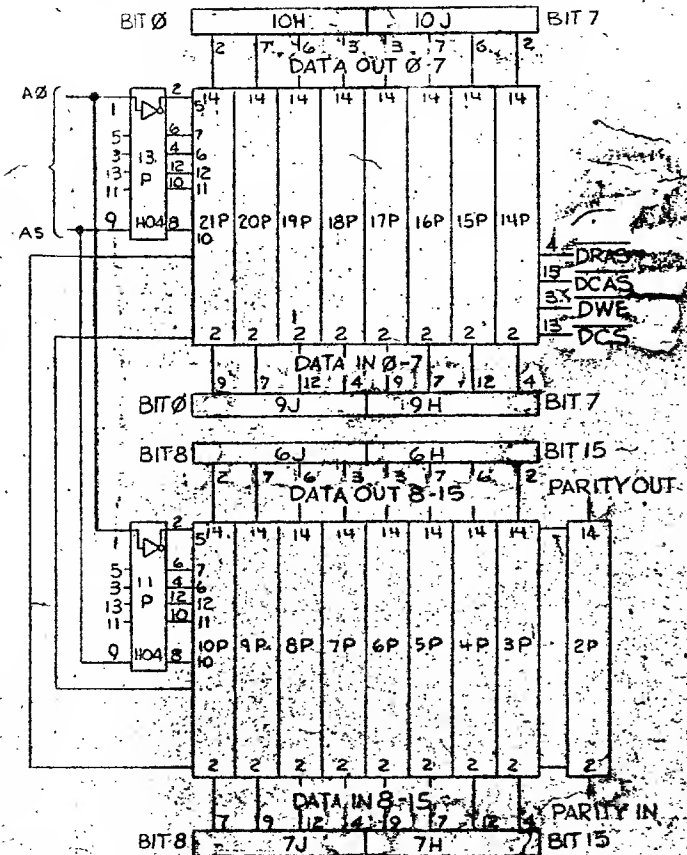 BIT Ø 10H 10J BIT 7
2 7 6 3 3 7 6 2
DATA OUT Ø-7
AØ 1 2 14 14 14 14 14 14 14 14
5
5 6 7
3 13 4 6
13 P 12 12
11 10 11
A5 9 H04 8 10
21P 20P 19P 18P 17P 16P 15P 14P
4 DRAS
15 DCAS
3 DWE
13 DCS
2 2 2 2 2 2 2 2
DATA IN Ø-7
9 7 12 4 9 7 12 4
BIT Ø 9J 9H BIT 7
BIT 8 6J 6H BIT 15
2 7 6 3 3 7 6 2
DATA OUT 8-15 PARITY OUT
1 2 14 14 14 14 14 14 14 14 14
5
5 6 7
3 11 4 6
13 P 12 12
11 10 11
9 H04 8 10
10P 9P 8P 7P 6P 5P 4P 3P 2P
2 2 2 2 2 2 2 2 2
DATA IN 8-15 PARITY IN
7 9 12 4 9 7 12 4
BIT 8 7J 7H BIT 15